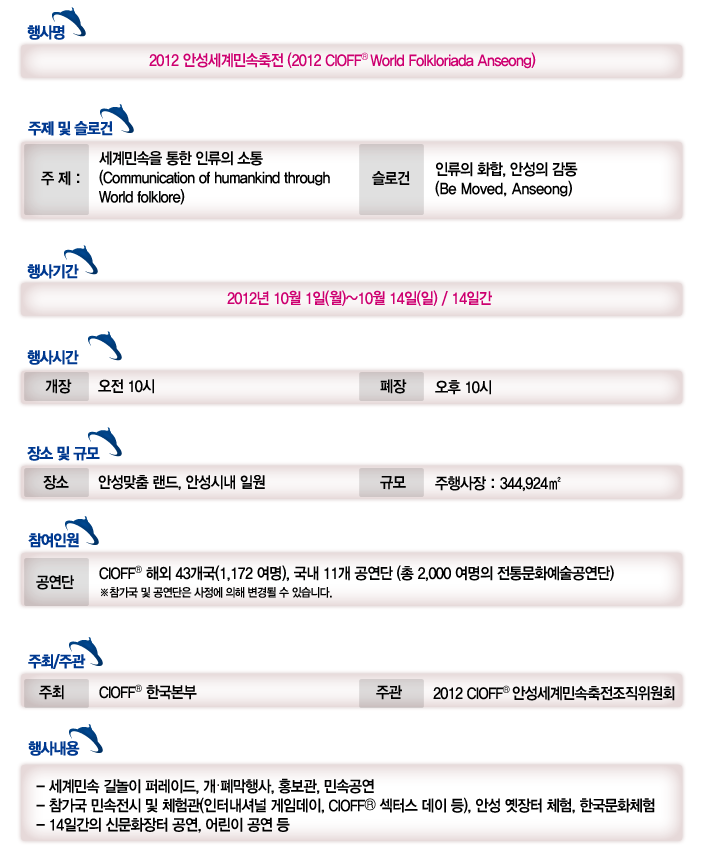 행사명
2012 안성세계민속축전 (2012 CIOFF® World Folkloriada Anseong)
주제 및 슬로건
주 제 :
세계민속을 통한 인류의 소통
(Communication of humankind through
World folklore)
슬로건
인류의 화합, 안성의 감동
(Be Moved, Anseong)
행사기간
2012년 10월 1일(월)~10월 14일(일) / 14일간
행사시간
개장 오전 10시 폐장 오후 10시
장소 및 규모
장소 안성맞춤 랜드, 안성시내 일원 규모 주행사장 : 344,924㎡
참여인원
공연단
CIOFF® 해외 43개국(1,172 여명), 국내 11개 공연단 (총 2,000 여명의 전통문화예술공연단)
※참가국 및 공연단은 사정에 의해 변경될 수 있습니다.
주최/주관
주최 CIOFF® 한국본부 주관 2012 CIOFF® 안성세계민속축전조직위원회
행사내용
- 세계민속 길놀이 퍼레이드, 개·폐막행사, 홍보관, 민속공연
- 참가국 민속전시 및 체험관(인터내셔널 게임데이, CIOFF® 섹터스 데이 등), 안성 옛장터 체험, 한국문화체험
- 14일간의 신문화장터 공연, 어린이 공연 등